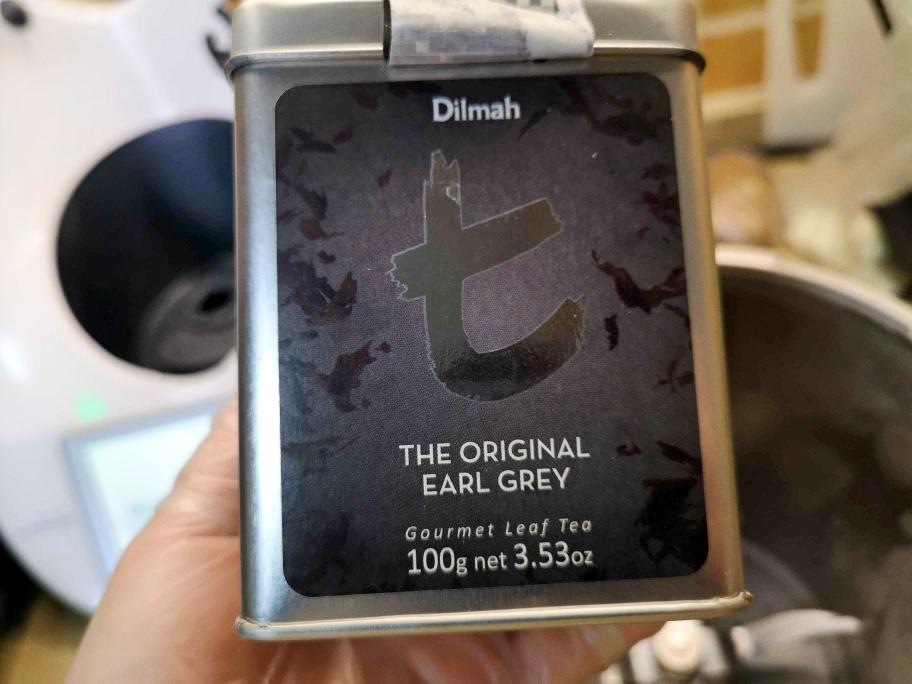 Dilmah
t
THE ORIGINAL
EARL GREY
Gourmet Leaf Tea
100g net 3.53oz